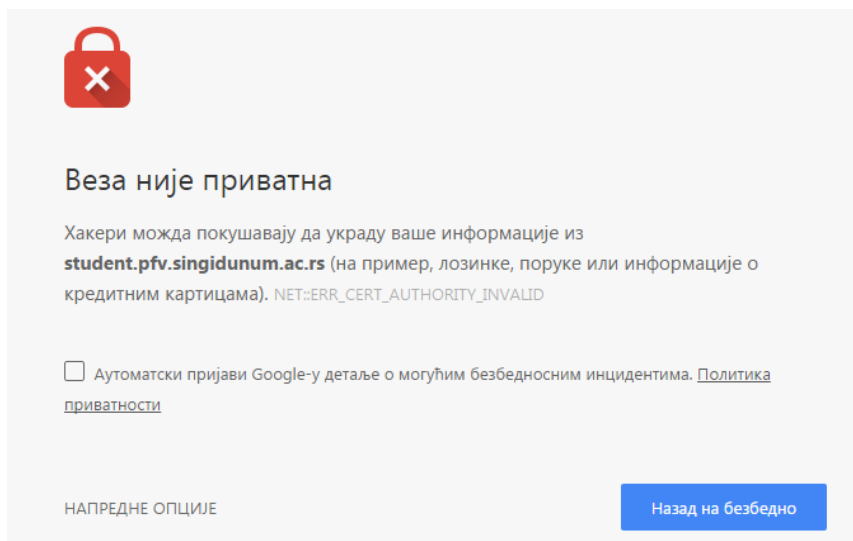 Веза није приватна
Хакери можда покушавају да украду ваше информације из
student.pfv.singidunum.ac.rs (на пример, лозинке, поруке или информације о
кредитним картицама). NET::ERR_CERT_AUTHORITY_INVALID
Аутоматски пријави Google-у детаље о могућим безбедносним инцидентима. Политика
приватности
НАПРЕДНЕ ОПЦИЈЕ
Назад на безбедно